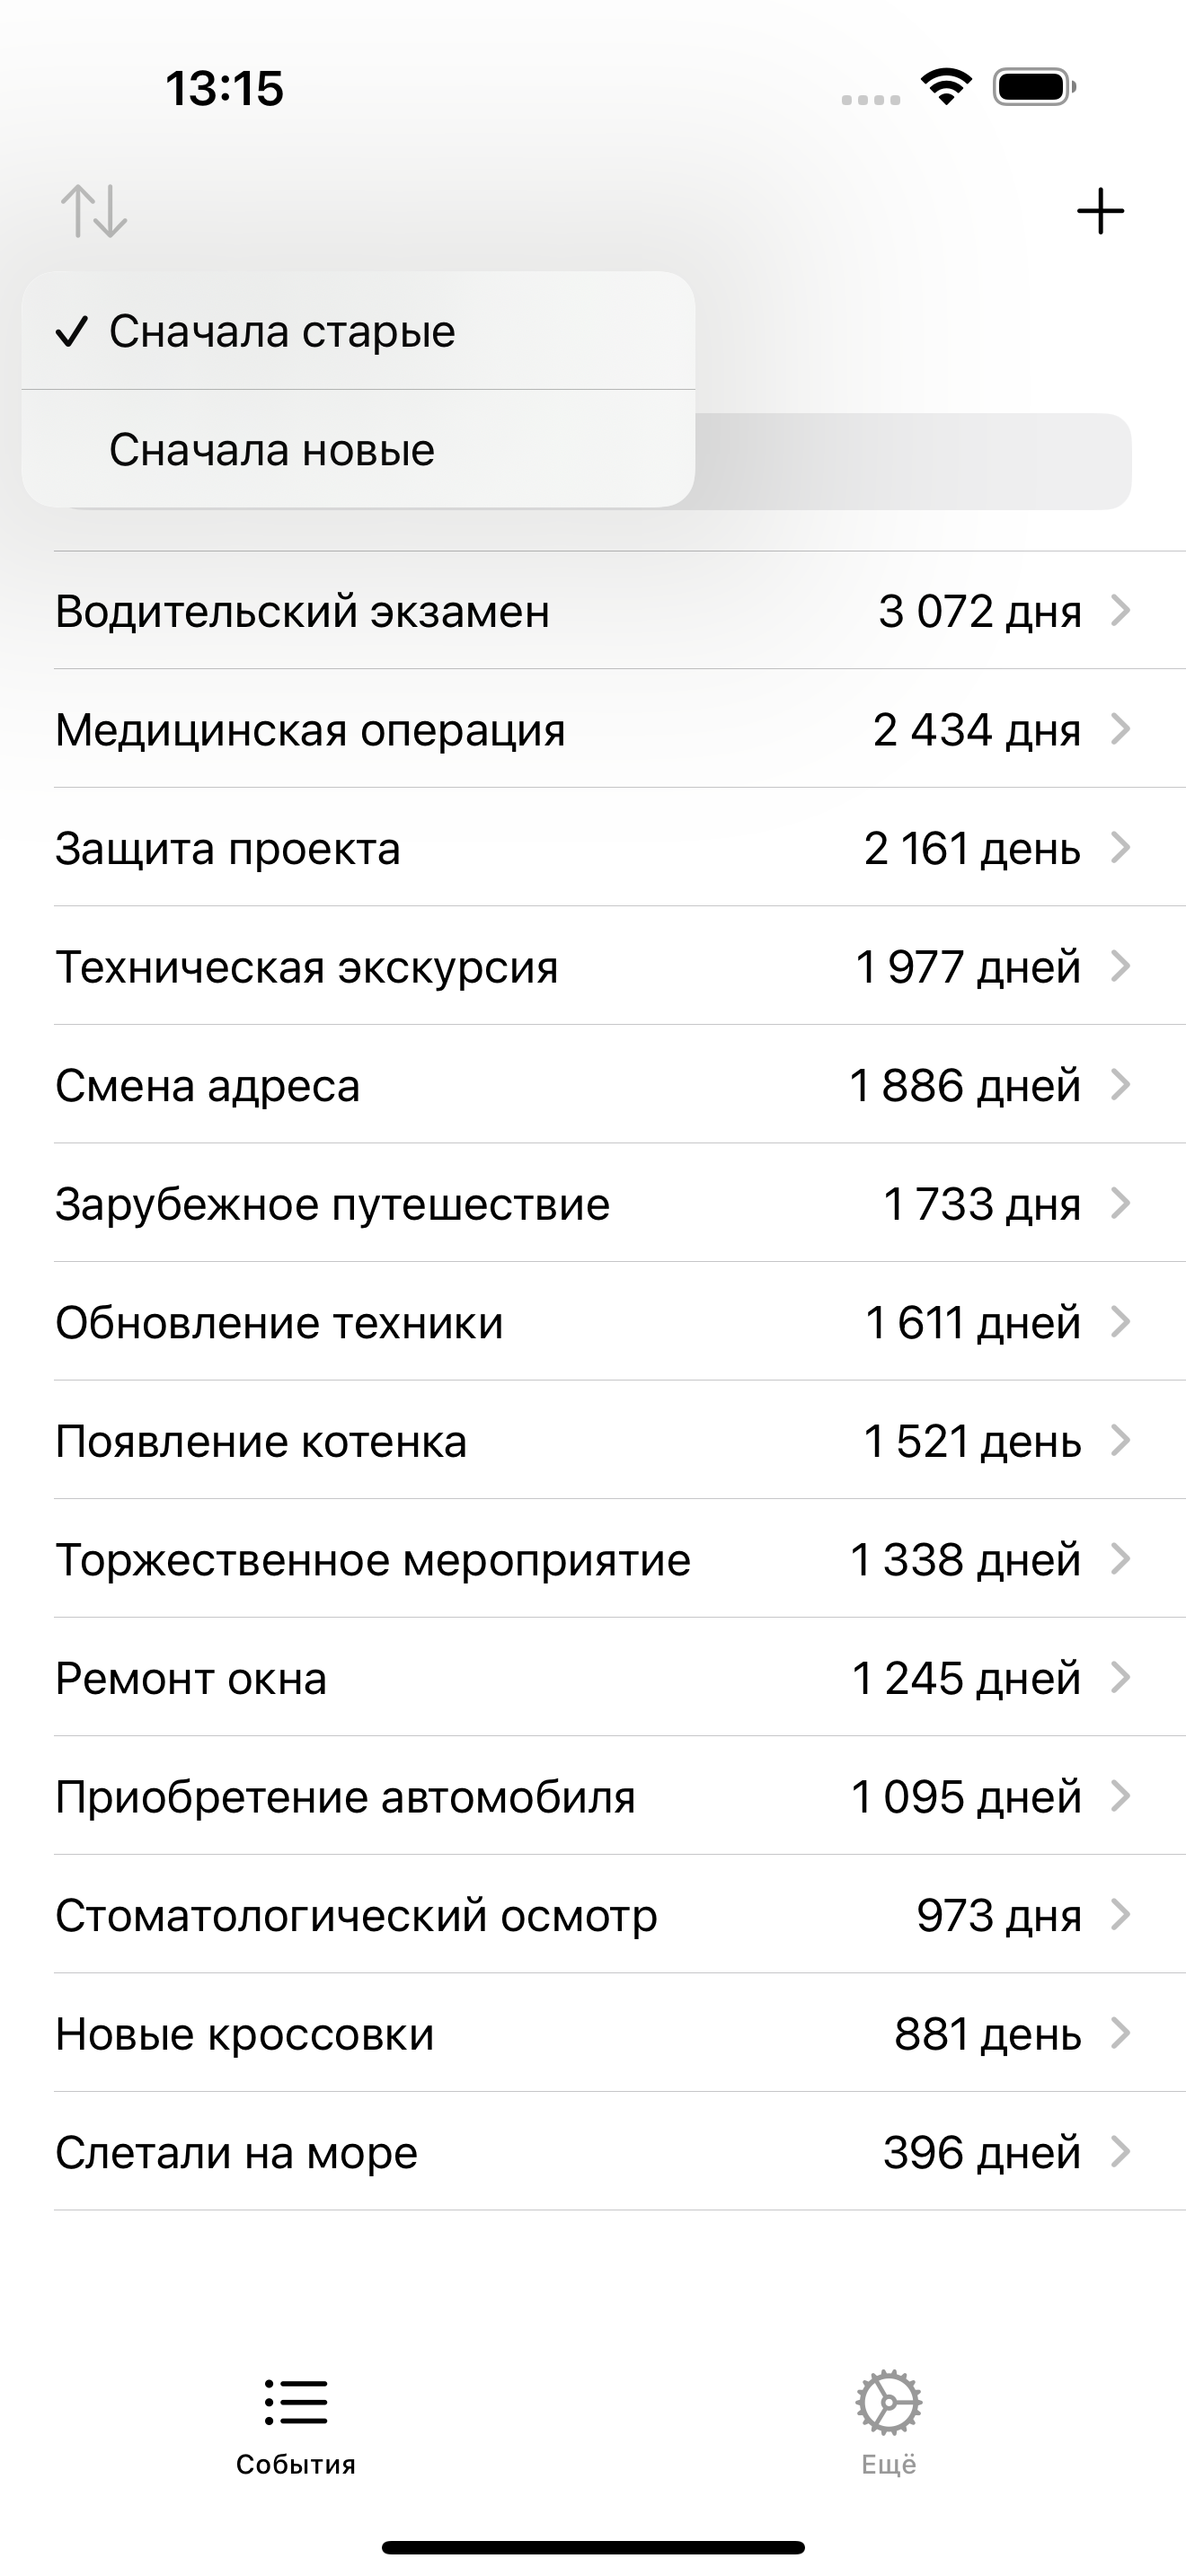 13:15
Сначала старые
Сначала новые
Водительский экзамен 3 072 дня
Медицинская операция 2 434 дня
Защита проекта 2 161 день
Техническая экскурсия 1 977 дней
Смена адреса 1 886 дней
Зарубежное путешествие 1 733 дня
Обновление техники 1 611 дней
Появление котенка 1 521 день
Торжественное мероприятие 1 338 дней
Ремонт окна 1 245 дней
Приобретение автомобиля 1 095 дней
Стоматологический осмотр 973 дня
Новые кроссовки 881 день
Слетали на море 396 дней
События Ещё